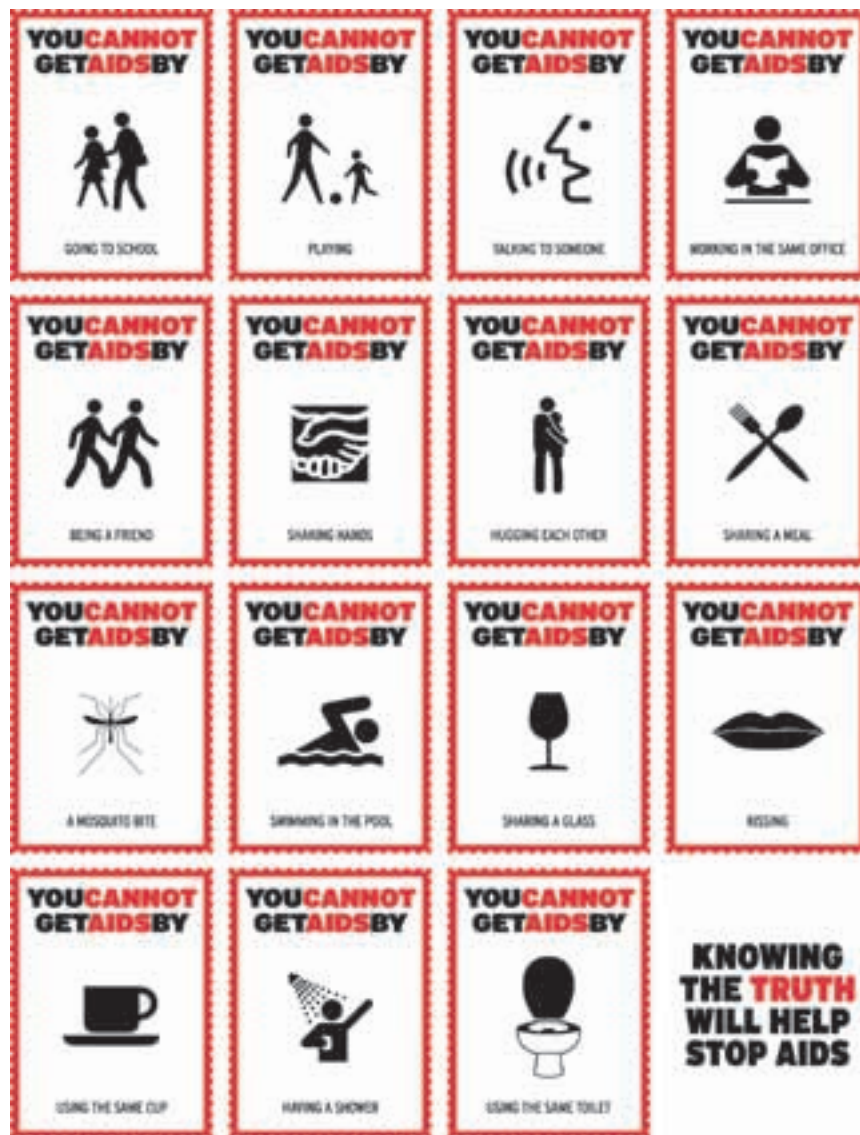 YOUCANNOT
GETAIDSBY
GOING TO SCHOOL
YOUCANNOT
GETAIDSBY
PLAYING
YOUCANNOT
GETAIDSBY
TALKING TO SOMEONE
YOUCANNOT
GETAIDSBY
WORKING IN THE SAME OFFICE
YOUCANNOT
GETAIDSBY
BEING A FRIEND
YOUCANNOT
GETAIDSBY
SHAKING HANDS
YOUCANNOT
GETAIDSBY
HUGGING EACH OTHER
YOUCANNOT
GETAIDSBY
SHARING A MEAL
YOUCANNOT
GETAIDSBY
A MOSQUITO BITE
YOUCANNOT
GETAIDSBY
SWIMMING IN THE POOL
YOUCANNOT
GETAIDSBY
SHARING A GLASS
YOUCANNOT
GETAIDSBY
KISSING
YOUCANNOT
GETAIDSBY
USING THE SAME CUP
YOUCANNOT
GETAIDSBY
HAVING A SHOWER
YOUCANNOT
GETAIDSBY
USING THE SAME TOILET
KNOWING
THE TRUTH
WILL HELP
STOP AIDS